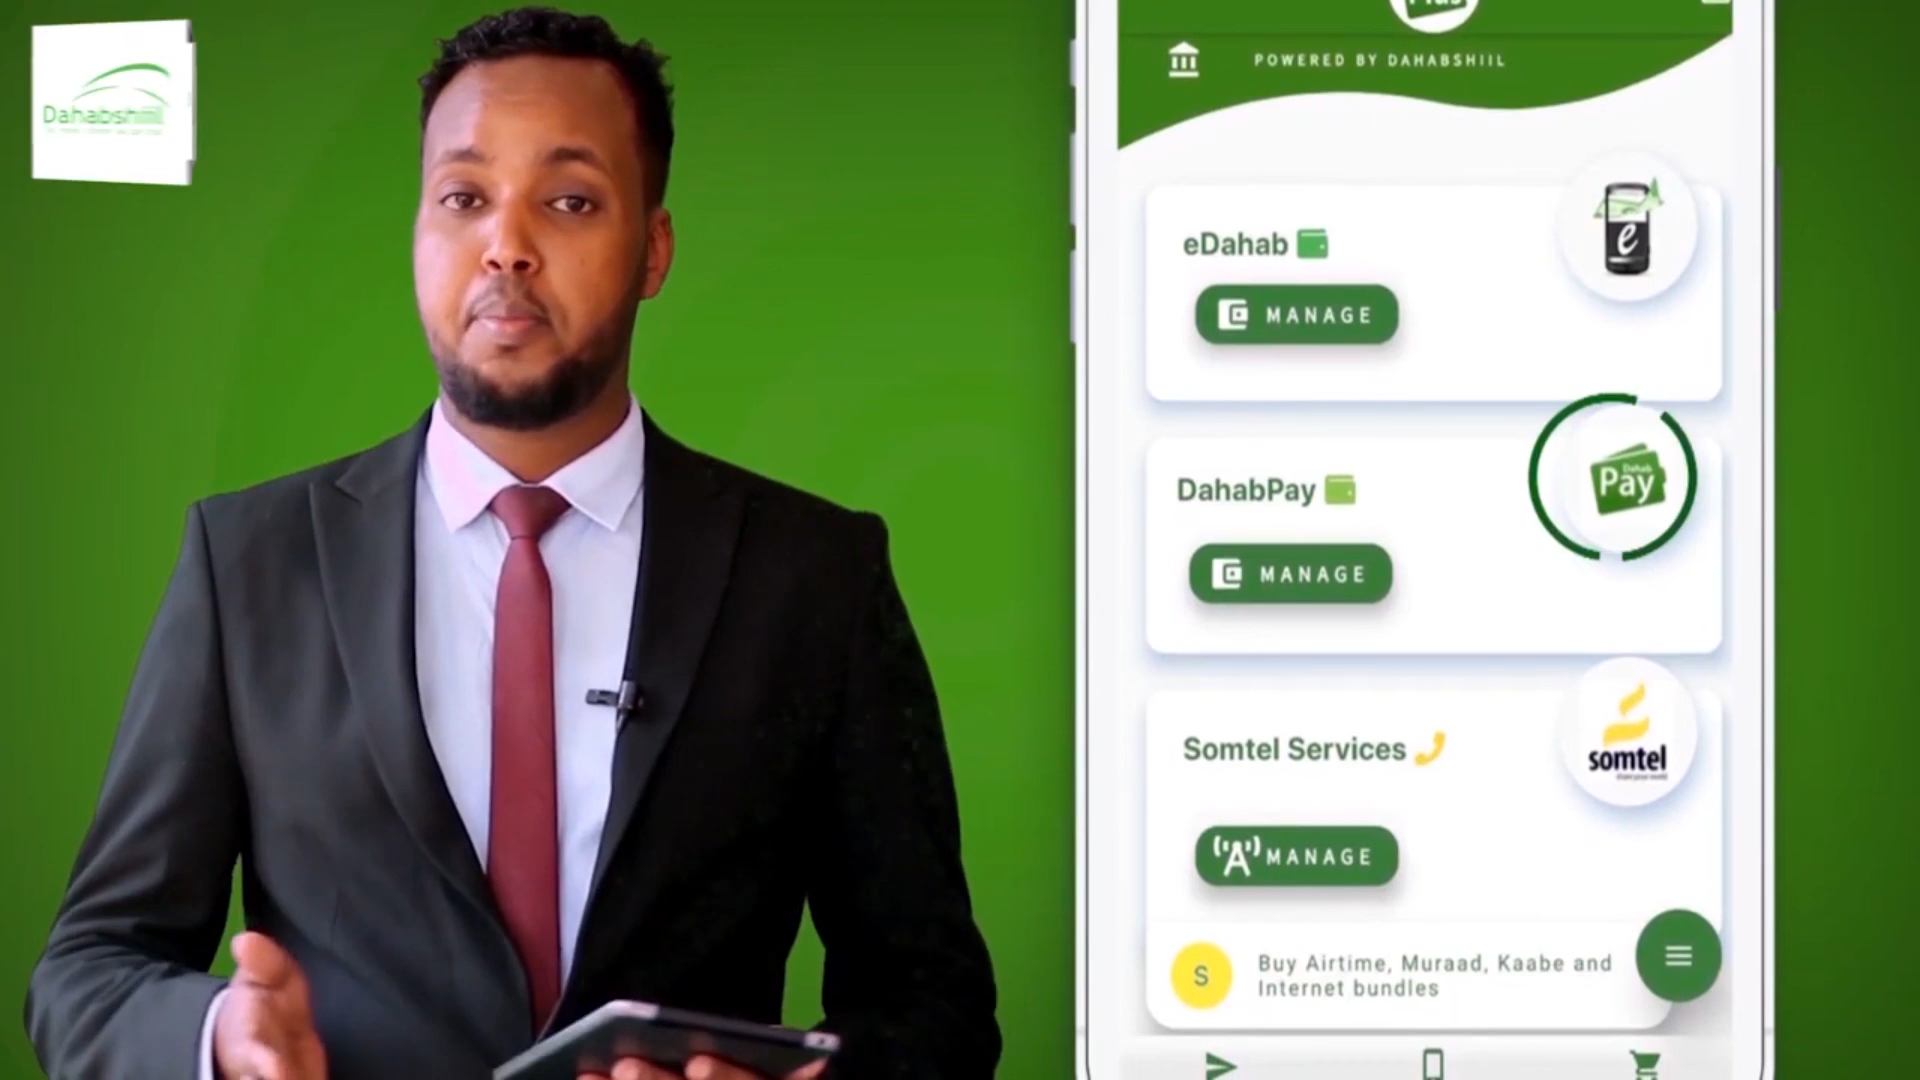 Dahabshiil
POWERED BY DAHABSHIIL
eDahab
e
MANAGE
DahabPay
Dahab
Pay
MANAGE
Somtel Services
somtel
MANAGE
S
Buy Airtime, Muraad, Kaabe and
Internet bundles